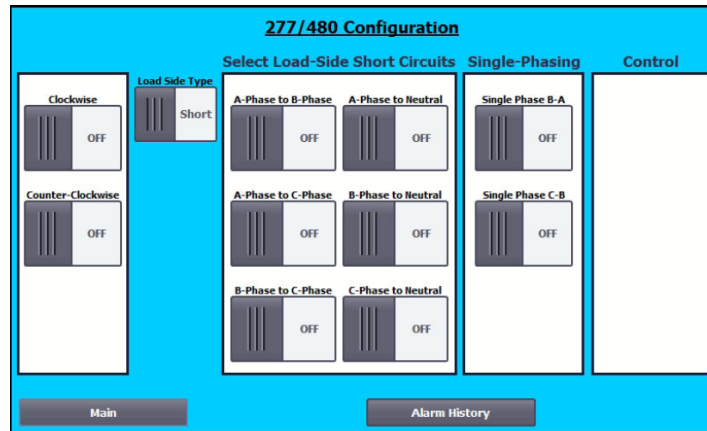 277/480 Configuration
Select Load-Side Short Circuits Single-Phasing Control
Load Side Type
Short
Clockwise
OFF
Counter-Clockwise
OFF
A-Phase to B-Phase A-Phase to Neutral
OFF OFF
A-Phase to C-Phase B-Phase to Neutral
OFF OFF
B-Phase to C-Phase C-Phase to Neutral
OFF OFF
Single Phase B-A
OFF
Single Phase C-B
OFF
Main Alarm History